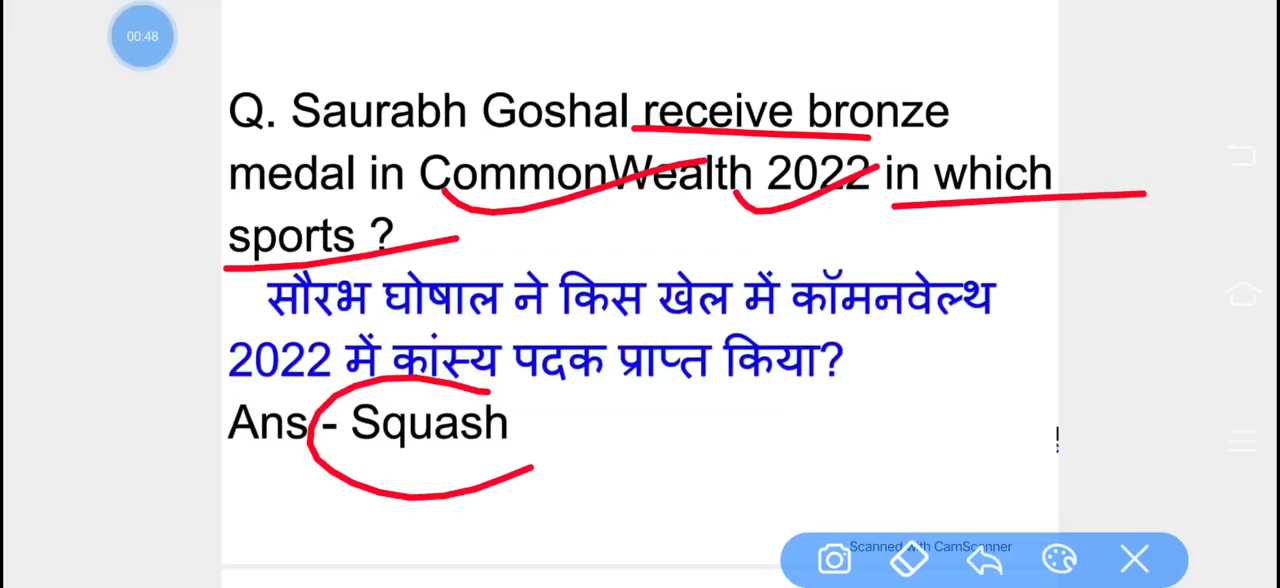 00:48
Q. Saurabh Goshal receive bronze
medal in CommonWealth 2022 in which
sports ?
सौरभ घोषाल ने किस खेल में कॉमनवेल्थ
2022 में कांस्य पदक प्राप्त किया?
Ans - Squash
Scanned with CamScanner